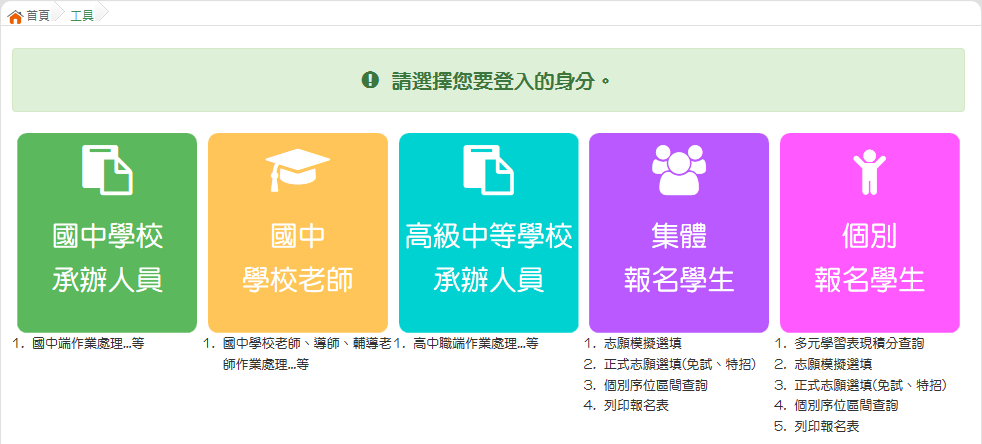 首頁 工具
請選擇您要登入的身分。
國中學校
承辦人員
1. 國中端作業處理...等
國中
學校老師
1. 國中學校老師、導師、輔導老
師作業處理...等
高級中等學校
承辦人員
1. 高中職端作業處理...等
集體
報名學生
1. 志願模擬選填
2. 正式志願選填(免試、特招)
3. 個別序位區間查詢
4. 列印報名表
個別
報名學生
1. 多元學習表現積分查詢
2. 志願模擬選填
3. 正式志願選填(免試、特招)
4. 個別序位區間查詢
5. 列印報名表